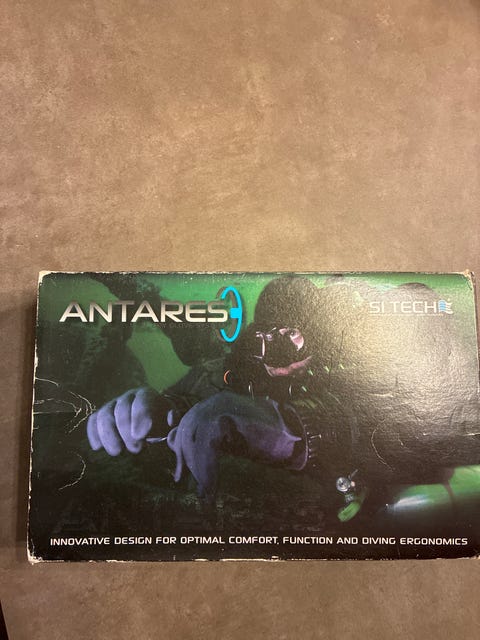 ANTARES
SI TECH
INNOVATIVE DESIGN FOR OPTIMAL COMFORT, FUNCTION AND DIVING ERGONOMICS